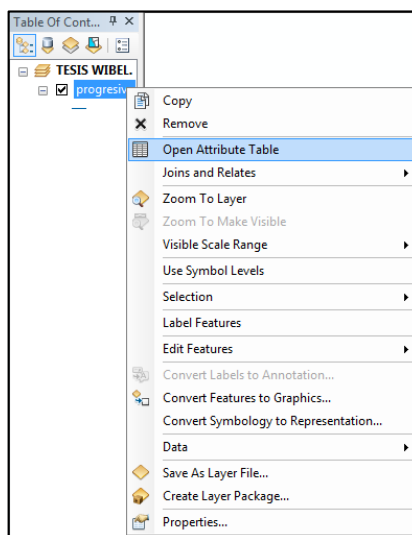 Table Of Cont...
TESIS WIBEL.
progresiv
Copy
Remove
Open Attribute Table
Joins and Relates
Zoom To Layer
Zoom To Make Visible
Visible Scale Range
Use Symbol Levels
Selection
Label Features
Edit Features
Convert Labels to Annotation...
Convert Features to Graphics...
Convert Symbology to Representation...
Data
Save As Layer File...
Create Layer Package...
Properties...